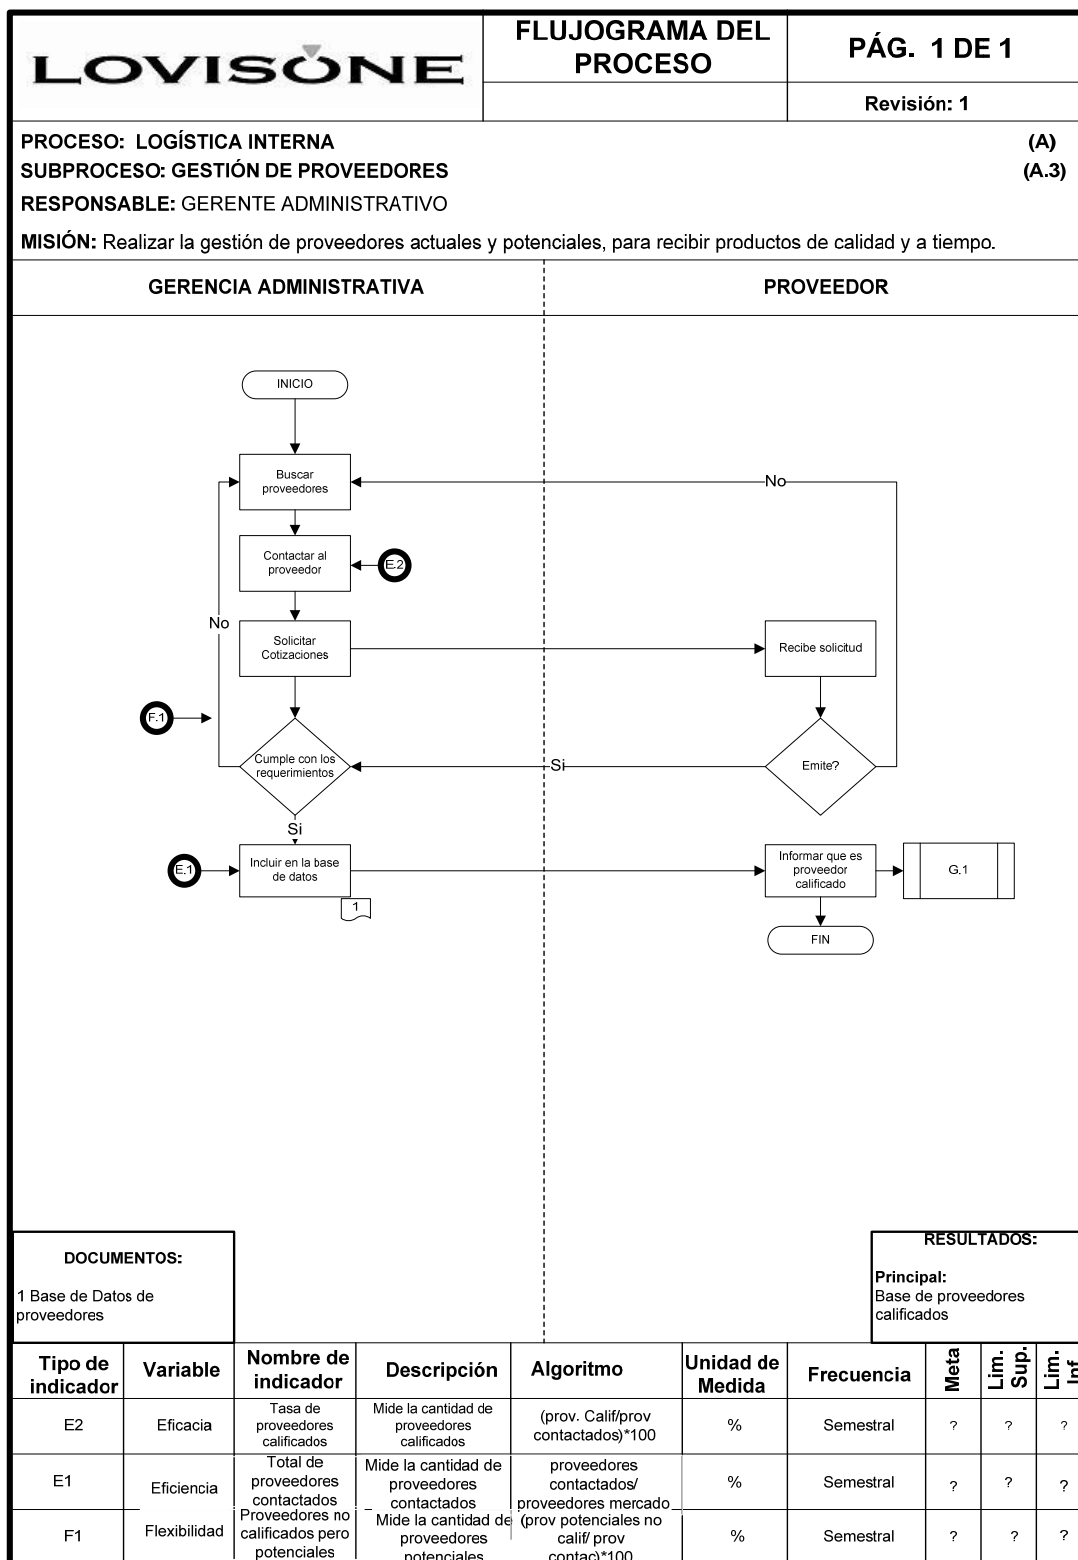 LOVISONE
FLUJOGRAMA DEL
PROCESO
PÁG. 1 DE 1
Revisión: 1
PROCESO: LOGÍSTICA INTERNA (A)
SUBPROCESO: GESTIÓN DE PROVEEDORES (A.3)
RESPONSABLE: GERENTE ADMINISTRATIVO
MISIÓN: Realizar la gestión de proveedores actuales y potenciales, para recibir productos de calidad y a tiempo.
GERENCIA ADMINISTRATIVA
PROVEEDOR
INICIO
Buscar
proveedores
No
Contactar al
proveedor
E.2
No
Solicitar
Cotizaciones
Recibe solicitud
F.1
Cumple con los
requerimientos
Si
Emite?
Si
E.1
Incluir en la base
de datos
1
Informar que es
proveedor
calificado
G.1
FIN
DOCUMENTOS:
1 Base de Datos de
proveedores
RESULTADOS:
Principal:
Base de proveedores
calificados
Tipo de
indicador
Variable
Nombre de
indicador
Descripción
Algoritmo
Unidad de
Medida
Frecuencia
Meta
Lim.
Sup.
Lim.
Inf
E2
Eficacia
Tasa de
proveedores
calificados
Mide la cantidad de
proveedores
calificados
(prov. Calif/prov
contactados)*100
%
Semestral
?
?
?
E1
Eficiencia
Total de
proveedores
contactados
Mide la cantidad de
proveedores
contactados
proveedores
contactados/
proveedores mercado
%
Semestral
?
?
?
F1
Flexibilidad
Proveedores no
calificados pero
potenciales
Mide la cantidad de
proveedores
potenciales
(prov potenciales no
calif/ prov
contac)*100
%
Semestral
?
?
?